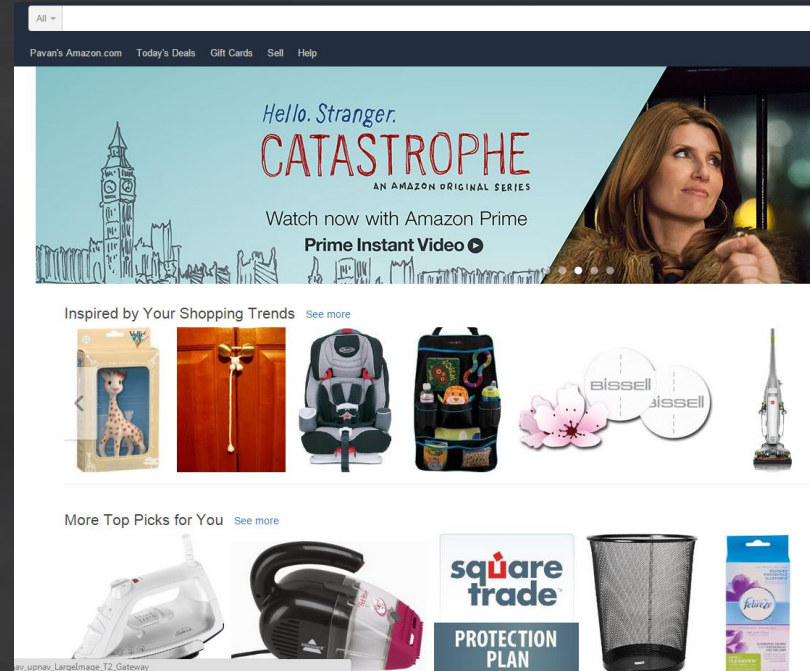 All
Pavan's Amazon.com Today's Deals Gift Cards Sell Help
Hello. Stranger.
CATASTROPHE
AN AMAZON ORIGINAL SERIES
Watch now with Amazon Prime
Prime Instant Video
Inspired by Your Shopping Trends See more
BISSELL
BISSELL
More Top Picks for You See more
square
trade
PROTECTION
PLAN
febreze
av_upnav_LargeImage_T2_Gateway